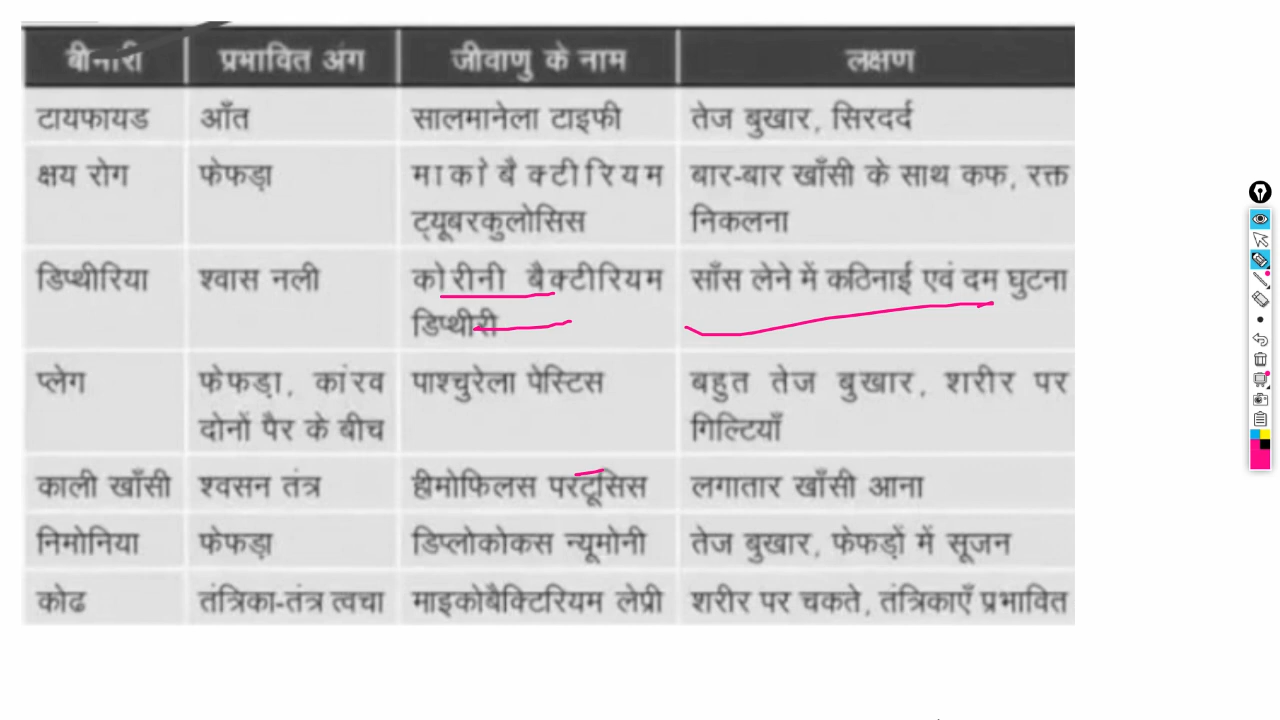 बीमारी प्रभावित अंग जीवाणु के नाम लक्षण
टायफायड आँत सालमानेला टाइफी तेज बुखार, सिरदर्द
क्षय रोग फेफड़ा माकोबैक्टीरियम बार-बार खाँसी के साथ कफ, रक्त
ट्यूबरकुलोसिस निकलना
डिप्थीरिया श्वास नली कोरीनी बैक्टीरियम साँस लेने में कठिनाई एवं दम घुटना
डिप्थीरी
प्लेग फेफड़ा, कांरव पाश्चुरेला पेस्टिस बहुत तेज बुखार, शरीर पर
दोनों पैर के बीच गिल्टियाँ
काली खाँसी श्वसन तंत्र हीमोफिलस परटूसिस लगातार खाँसी आना
निमोनिया फेफड़ा डिप्लोकोकस न्यूमोनी तेज बुखार, फेफड़ों में सूजन
कोढ तंत्रिका-तंत्र त्वचा माइकोबैक्टिरियम लेप्री शरीर पर चकते, तंत्रिकाएँ प्रभावित